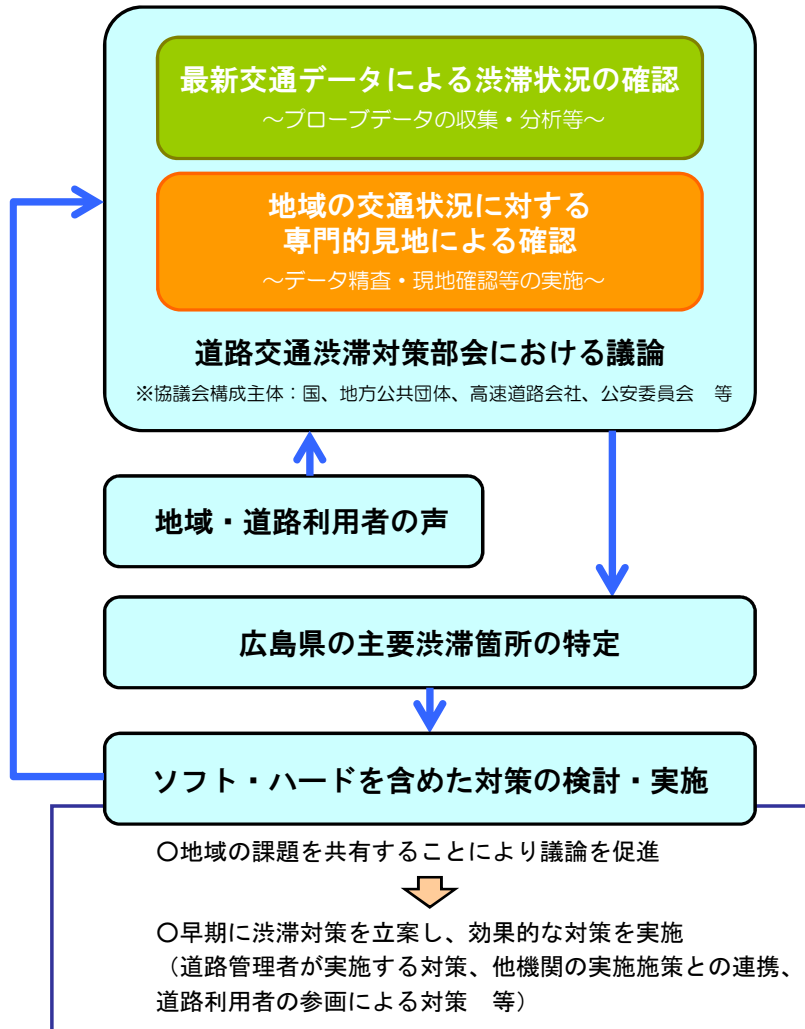 最新交通データによる渋滞状況の確認
～プローブデータの収集・分析等～
地域の交通状況に対する
専門的見地による確認
～データ精査・現地確認等の実施～
道路交通渋滞対策部会における議論
※協議会構成主体：国、地方公共団体、高速道路会社、公安委員会　等
地域・道路利用者の声
広島県の主要渋滞箇所の特定
ソフト・ハードを含めた対策の検討・実施
〇地域の課題を共有することにより議論を促進
〇早期に渋滞対策を立案し、効果的な対策を実施
（道路管理者が実施する対策、他機関の実施施策との連携、
道路利用者の参画による対策　等）